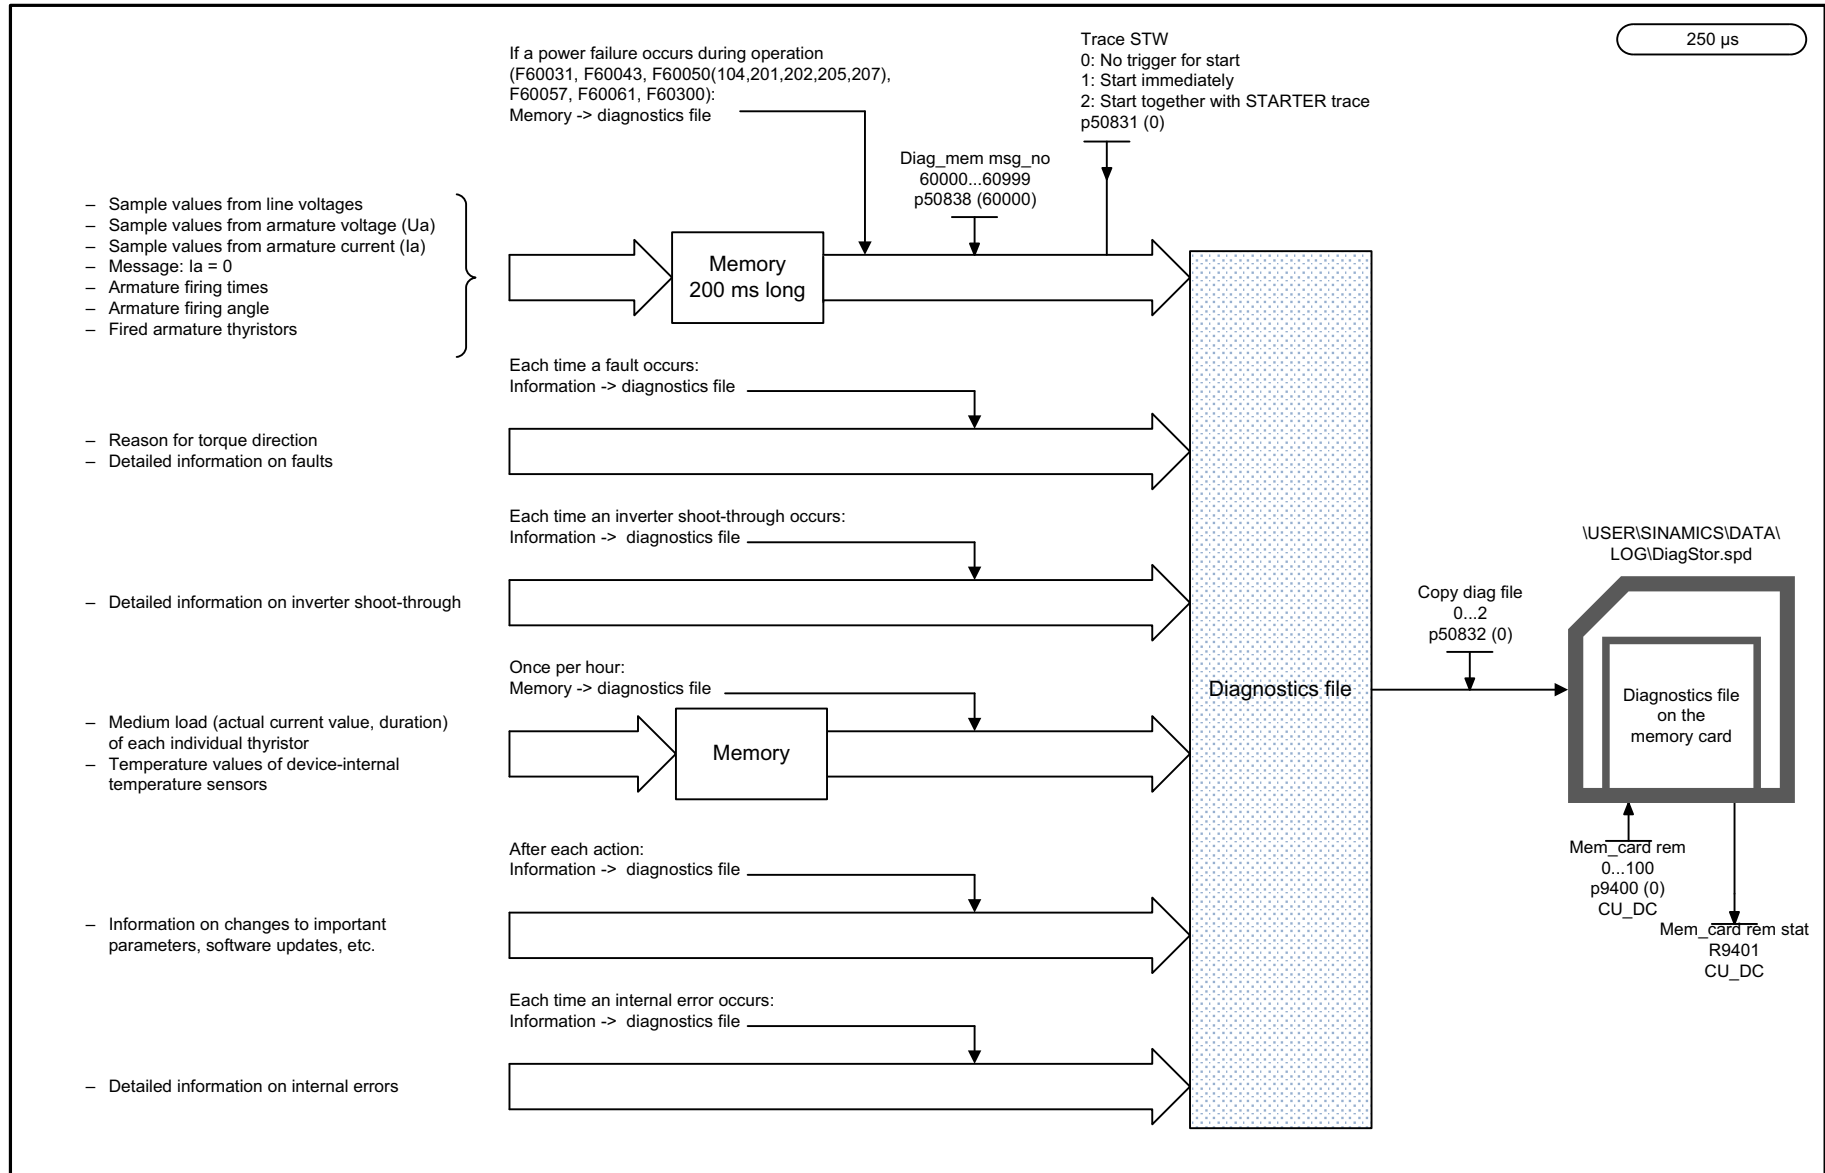 250 µs
If a power failure occurs during operation
(F60031, F60043, F60050(104,201,202,205,207),
F60057, F60061, F60300):
Memory -> diagnostics file
Trace STW
0: No trigger for start
1: Start immediately
2: Start together with STARTER trace
p50831 (0)
Diag_mem msg_no
60000...60999
p50838 (60000)
– Sample values from line voltages
– Sample values from armature voltage (Ua)
– Sample values from armature current (Ia)
– Message: Ia = 0
– Armature firing times
– Armature firing angle
– Fired armature thyristors
Memory
200 ms long
Each time a fault occurs:
Information -> diagnostics file
– Reason for torque direction
– Detailed information on faults
Each time an inverter shoot-through occurs:
Information -> diagnostics file
– Detailed information on inverter shoot-through
Once per hour:
Memory -> diagnostics file
– Medium load (actual current value, duration)
of each individual thyristor
– Temperature values of device-internal
temperature sensors
Memory
After each action:
Information -> diagnostics file
– Information on changes to important
parameters, software updates, etc.
Each time an internal error occurs:
Information -> diagnostics file
– Detailed information on internal errors
Diagnostics file
Copy diag file
0...2
p50832 (0)
\USER\SINAMICS\DATA\
LOG\DiagStor.spd
Diagnostics file
on the
memory card
Mem_card rem
0...100
p9400 (0)
CU_DC
Mem_card rem stat
R9401
CU_DC